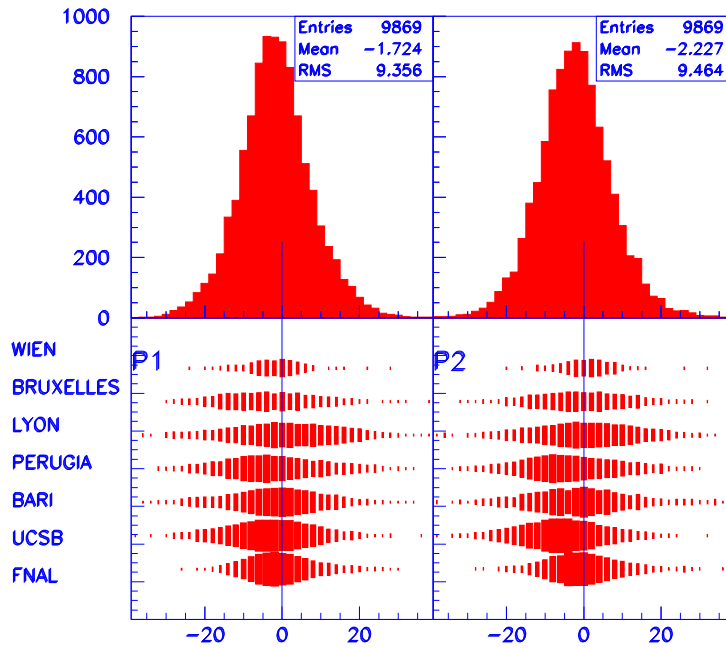 1000
800
600
400
200
0
Entries 9869
Mean -1.724
RMS 9.356
Entries 9869
Mean -2.227
RMS 9.464
WIEN
BRUXELLES
LYON
PERUGIA
BARI
UCSB
FNAL
P1
P2
-20 0 20 -20 0 20